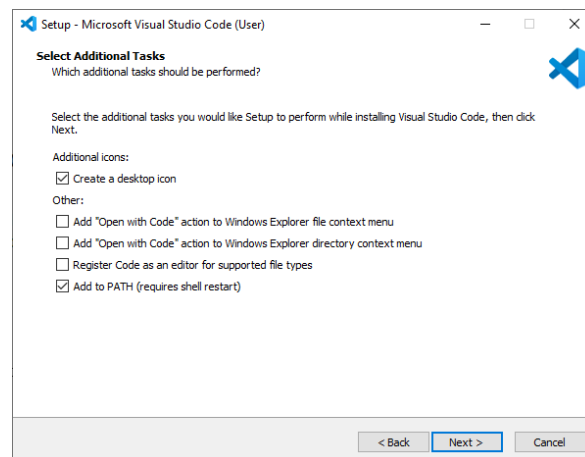 Setup - Microsoft Visual Studio Code (User)
Select Additional Tasks
Which additional tasks should be performed?
Select the additional tasks you would like Setup to perform while installing Visual Studio Code, then click
Next.
Additional icons:
Create a desktop icon
Other:
Add "Open with Code" action to Windows Explorer file context menu
Add "Open with Code" action to Windows Explorer directory context menu
Register Code as an editor for supported file types
Add to PATH (requires shell restart)
< Back Next > Cancel